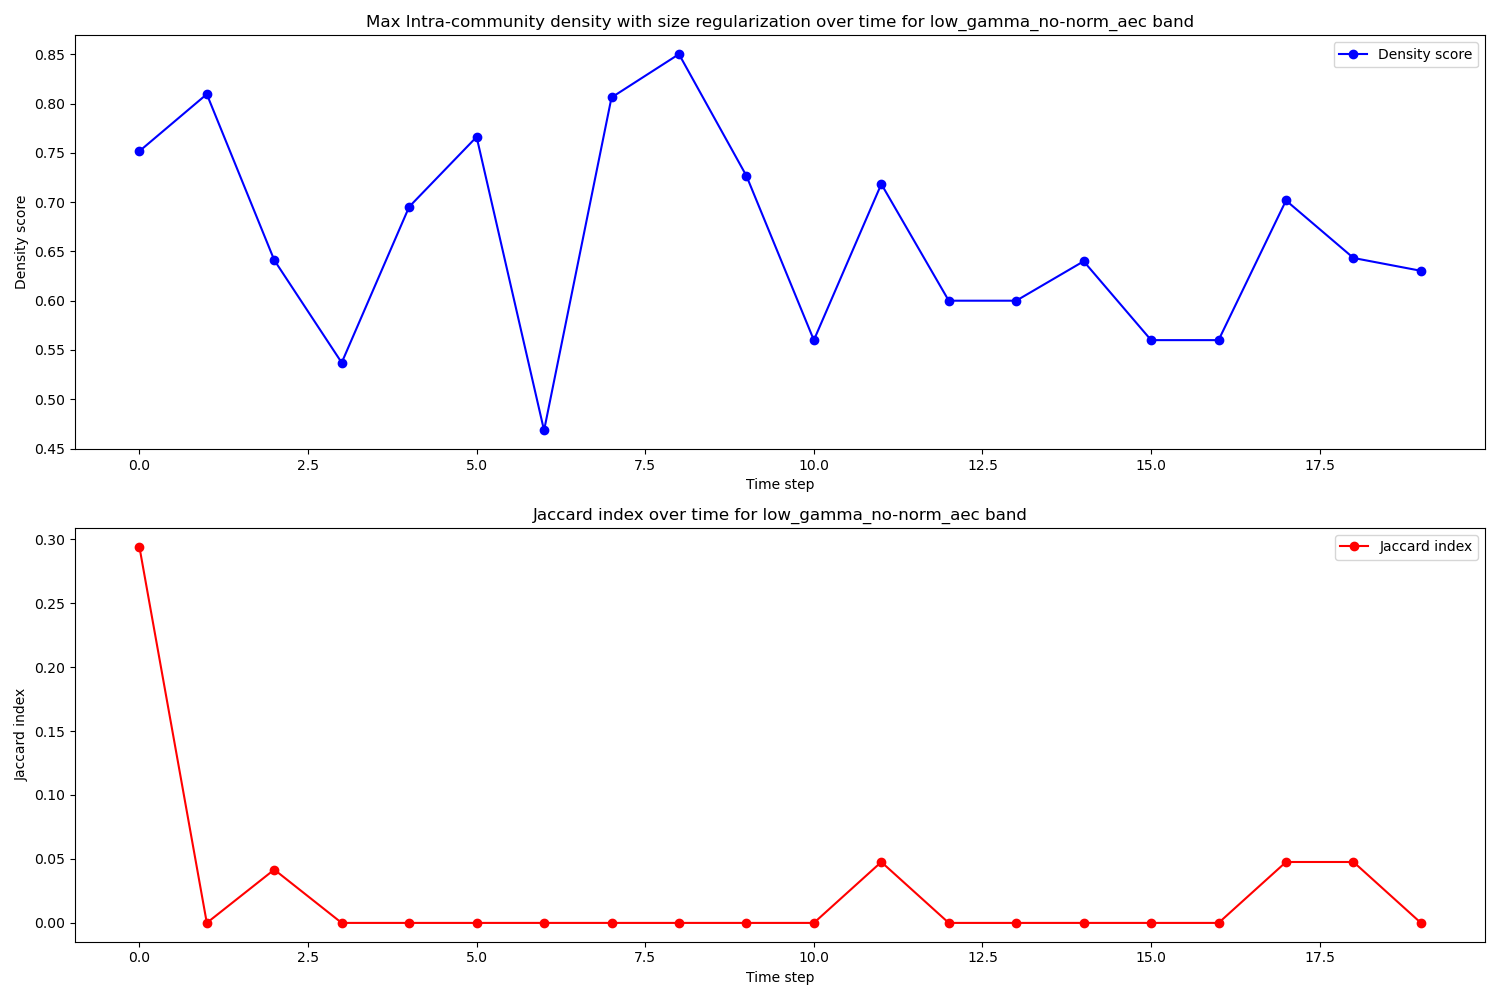 Max Intra-community density with size regularization over time for low_gamma_no-norm_aec band
Density score
0.85
0.80
0.75
0.70
0.65
0.60
0.55
0.50
0.45
Density score
0.0 2.5 5.0 7.5 10.0 12.5 15.0 17.5
Time step
Jaccard index over time for low_gamma_no-norm_aec band
Jaccard index
0.30
0.25
0.20
0.15
0.10
0.05
0.00
Jaccard index
0.0 2.5 5.0 7.5 10.0 12.5 15.0 17.5
Time step